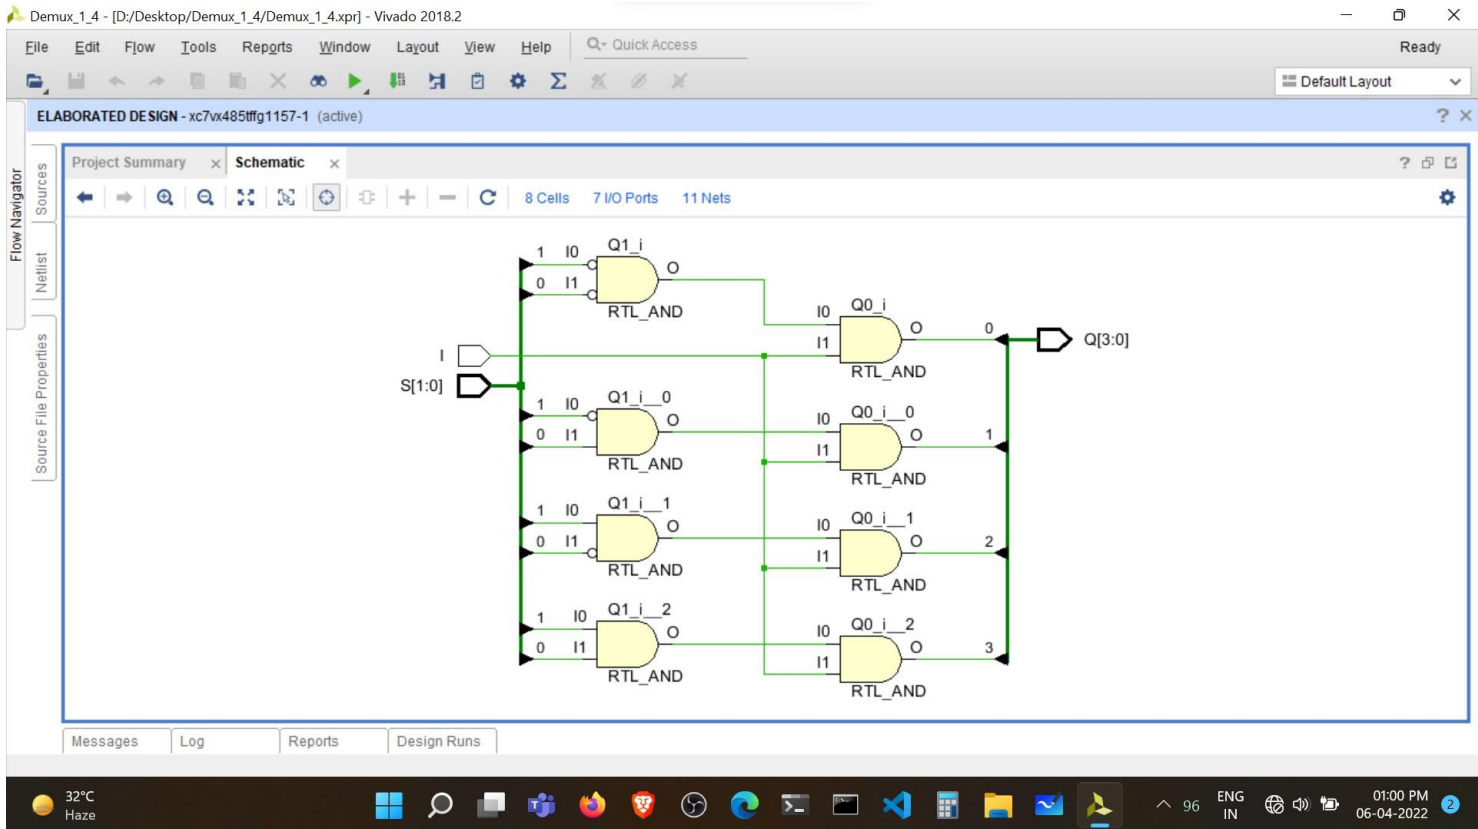 Demux_1_4 - [D:/Desktop/Demux_1_4/Demux_1_4.xpr] - Vivado 2018.2
File Edit Flow Tools Reports Window Layout View Help Quick Access Ready
Default Layout
ELABORATED DESIGN - xc7vx485tffg1157-1 (active)
Flow Navigator
Sources
Netlist
Source File Properties
Project Summary Schematic
8 Cells 7 I/O Ports 11 Nets
Q1_i
1 I0
O
0 I1
RTL_AND
Q0_i
I0
O
0
I1
RTL_AND
Q[3:0]
I
S[1:0]
Q1_i__0
1 I0
O
0 I1
RTL_AND
Q0_i__0
I0
O
1
I1
RTL_AND
Q1_i__1
1 I0
O
0 I1
RTL_AND
Q0_i__1
I0
O
2
I1
RTL_AND
Q1_i__2
1 I0
O
0 I1
RTL_AND
Q0_i__2
I0
O
3
I1
RTL_AND
Messages Log Reports Design Runs
32°C
Haze
96
ENG
IN
01:00 PM
06-04-2022
2